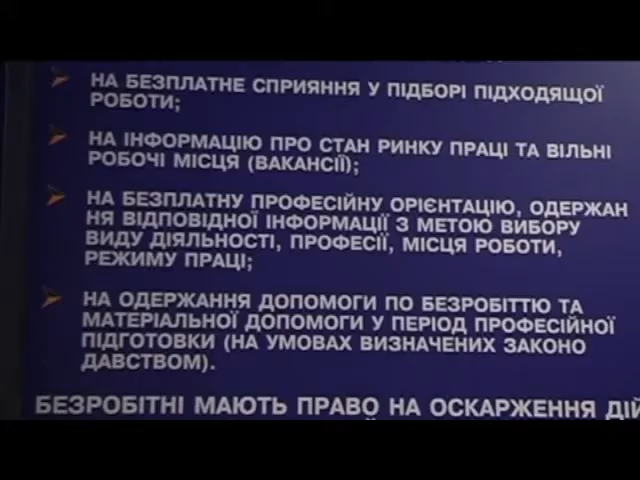 НА БЕЗПЛАТНЕ СПРИЯННЯ У ПІДБОРІ ПІДХОДЯЩОЇ
РОБОТИ;
НА ІНФОРМАЦІЮ ПРО СТАН РИНКУ ПРАЦІ ТА ВІЛЬНІ
РОБОЧІ МІСЦЯ (ВАКАНСІЇ);
НА БЕЗПЛАТНУ ПРОФЕСІЙНУ ОРІЄНТАЦІЮ, ОДЕРЖАН
НЯ ВІДПОВІДНОЇ ІНФОРМАЦІЇ З МЕТОЮ ВИБОРУ
ВИДУ ДІЯЛЬНОСТІ, ПРОФЕСІЇ, МІСЦЯ РОБОТИ,
РЕЖИМУ ПРАЦІ;
НА ОДЕРЖАННЯ ДОПОМОГИ ПО БЕЗРОБІТТЮ ТА
МАТЕРІАЛЬНОЇ ДОПОМОГИ У ПЕРІОД ПРОФЕСІЙНОЇ
ПІДГОТОВКИ (НА УМОВАХ ВИЗНАЧЕНИХ ЗАКОНО
ДАВСТВОМ).
БЕЗРОБІТНІ МАЮТЬ ПРАВО НА ОСКАРЖЕННЯ ДІЙ